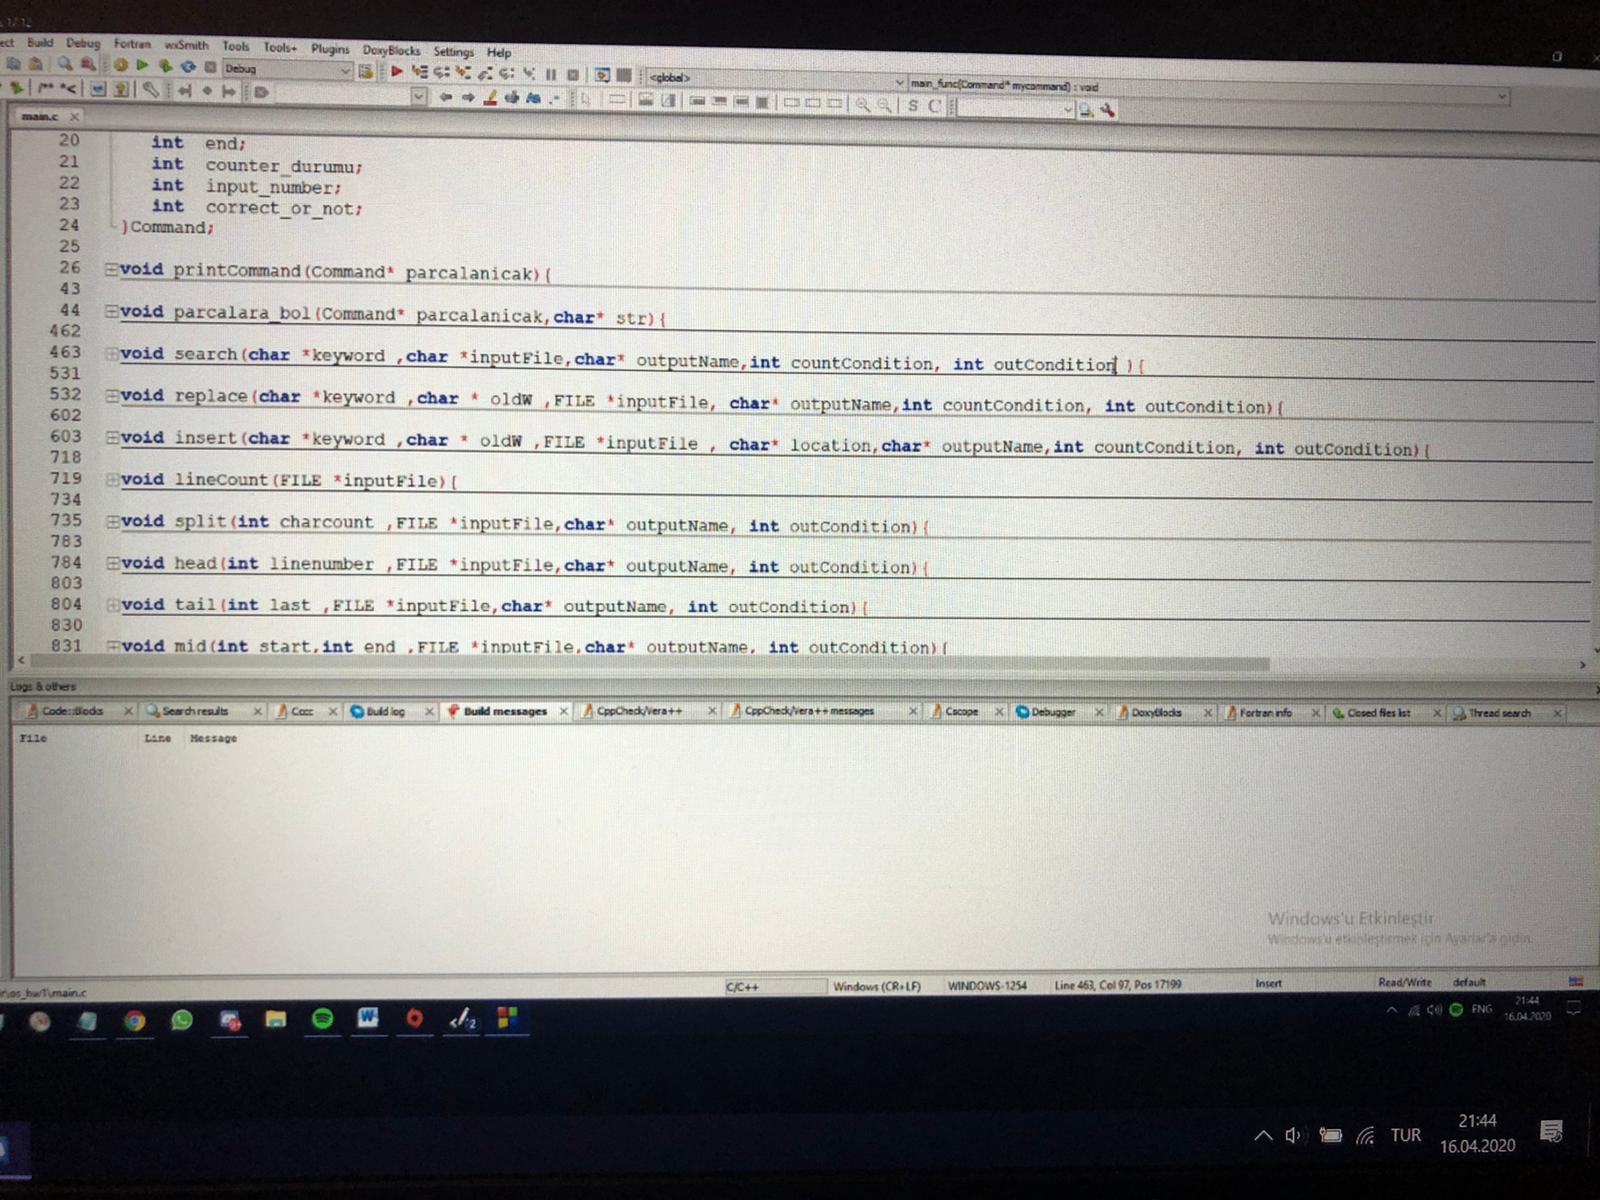 Build Debug Fortran wxSmith Tools Tools+ Plugins DoxyBlocks Settings Help
Debug
<global>
main_func(Command* mycommand) : void
S C
main.c
20 int end;
21 int counter_durumu;
22 int input_number;
23 int correct_or_not;
24 }Command;
25
26 void printCommand(Command* parcalanicak){
43
44 void parcalara_bol(Command* parcalanicak,char* str){
462
463 void search(char *keyword ,char *inputFile,char* outputName,int countCondition, int outCondition ){
531
532 void replace(char *keyword ,char * oldW ,FILE *inputFile, char* outputName,int countCondition, int outCondition){
602
603 void insert(char *keyword ,char * oldW ,FILE *inputFile , char* location,char* outputName,int countCondition, int outCondition){
718
719 void lineCount(FILE *inputFile){
734
735 void split(int charcount ,FILE *inputFile,char* outputName, int outCondition){
783
784 void head(int linenumber ,FILE *inputFile,char* outputName, int outCondition){
803
804 void tail(int last ,FILE *inputFile,char* outputName, int outCondition){
830
831 void mid(int start,int end ,FILE *inputFile,char* outputName, int outCondition){
Logs & others
Code::Blocks Search results Cccc Build log Build messages CppCheck/Vera++ CppCheck/Vera++ messages Cscope Debugger DoxyBlocks Fortran info Closed files list Thread search
File Line Message
Windows'u Etkinleştir
Windows'u etkinleştirmek için Ayarlar'a gidin.
os_hw1\main.c C/C++ Windows (CR+LF) WINDOWS-1254 Line 463, Col 97, Pos 17199 Insert Read/Write default
ENG 21:44
16.04.2020
TUR 21:44
16.04.2020